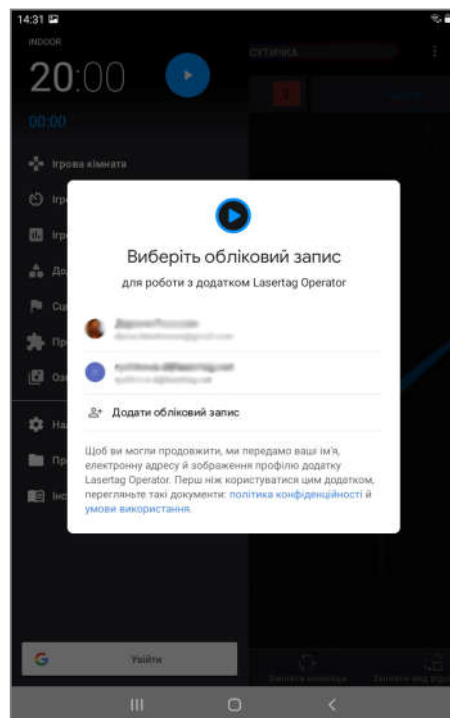 14:31
INDOOR
20:00
СУТИЧКА
00:00
Ігрова кімната
Виберіть обліковий запис
для роботи з додатком Lasertag Operator
Додати обліковий запис
Щоб ви могли продовжити, ми передамо ваші ім'я,
електронну адресу й зображення профілю додатку
Lasertag Operator. Перш ніж користуватися цим додатком,
перегляньте такі документи: політика конфіденційності й
умови використання.
G
Увійти